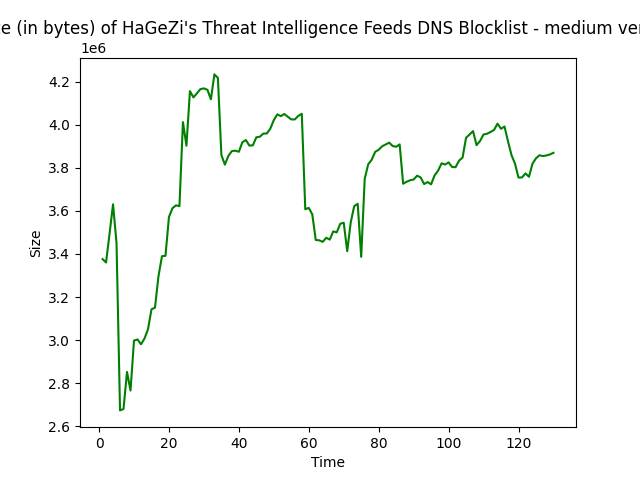 (in bytes) of HaGeZi's Threat Intelligence Feeds DNS Blocklist - medium
1e6
4.2
4.0
3.8
3.6
3.4
3.2
3.0
2.8
2.6
Size
0 20 40 60 80 100 120
Time